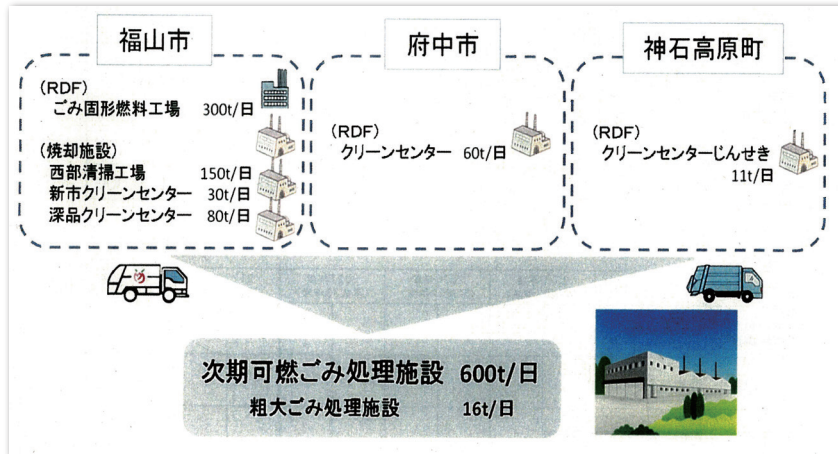 福山市
(RDF)
ごみ固形燃料工場 300t/日
(焼却施設)
西部清掃工場 150t/日
新市クリーンセンター 30t/日
深品クリーンセンター 80t/日
府中市
(RDF)
クリーンセンター 60t/日
神石高原町
(RDF)
クリーンセンターじんせき
11t/日
次期可燃ごみ処理施設 600t/日
粗大ごみ処理施設 16t/日